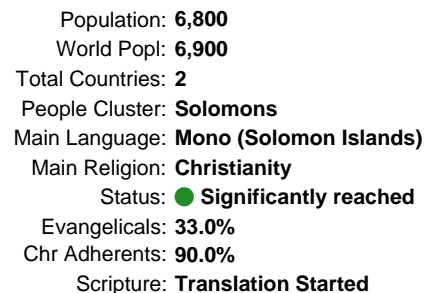 Population: 6,800
World Popl: 6,900
Total Countries: 2
People Cluster: Solomons
Main Language: Mono (Solomon Islands)
Main Religion: Christianity
Status: Significantly reached
Evangelicals: 33.0%
Chr Adherents: 90.0%
Scripture: Translation Started